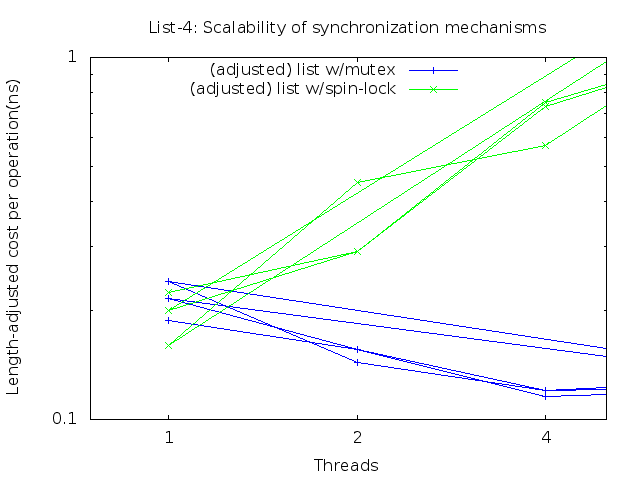 List-4: Scalability of synchronization mechanisms
1
(adjusted) list w/mutex
(adjusted) list w/spin-lock
Length-adjusted cost per operation(ns)
0.1
1 2 4
Threads